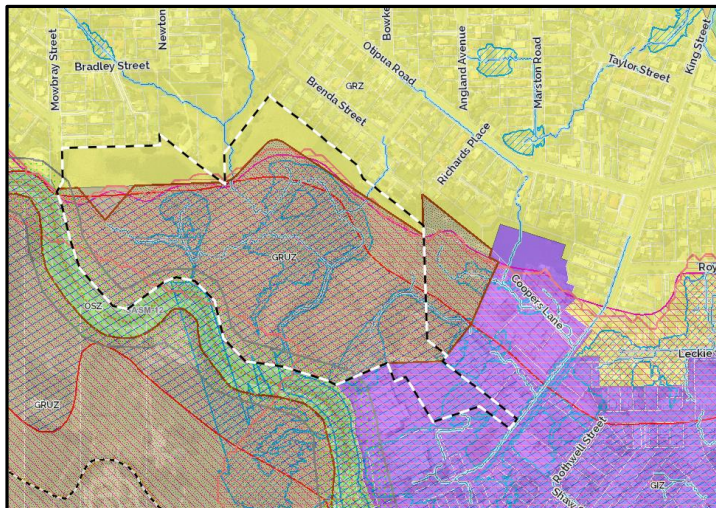 Mowbray Street
Bradley Street
Newton
Bowke
Otipua Road
Brenda Street
GRZ
Angland Avenue
Marston Road
Taylor Street
King Street
Richards Place
GRUZ
Coopers Lane
Roy
OSZ
ASM-12
Leckie
GRUZ
Rothwell Street
GIZ
Shaw